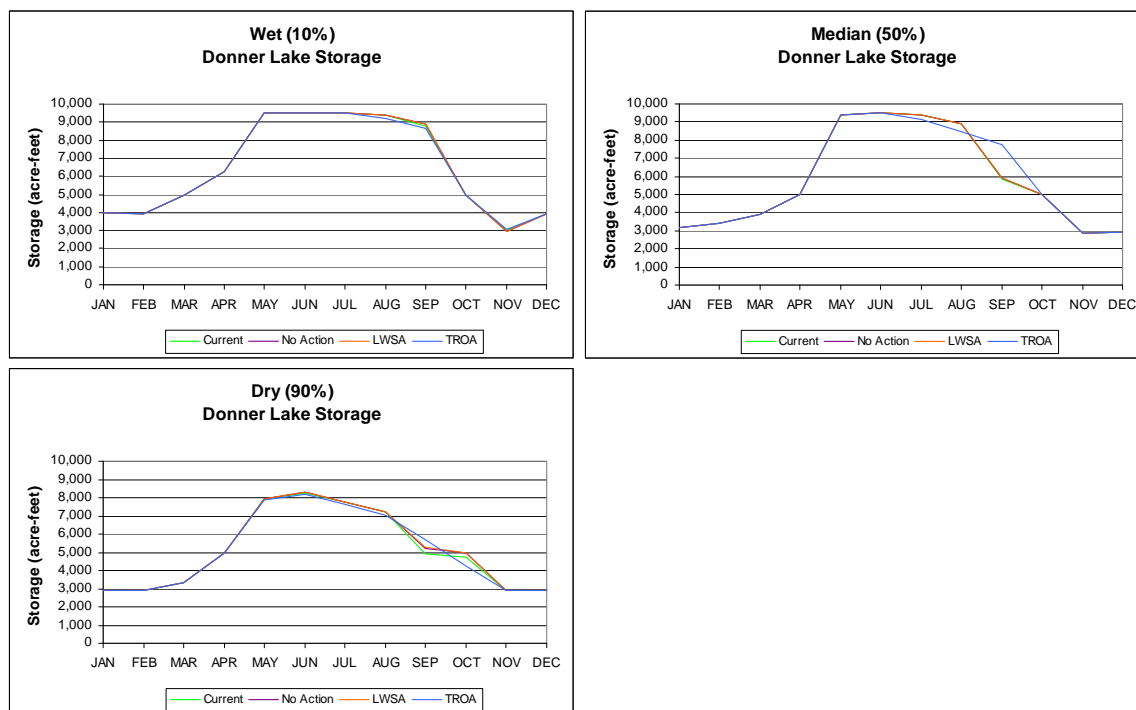 Wet (10%)
Donner Lake Storage
Storage (acre-feet)
10,000
9,000
8,000
7,000
6,000
5,000
4,000
3,000
2,000
1,000
0
JAN FEB MAR APR MAY JUN JUL AUG SEP OCT NOV DEC
Current No Action LWSA TROA
Median (50%)
Donner Lake Storage
Storage (acre-feet)
10,000
9,000
8,000
7,000
6,000
5,000
4,000
3,000
2,000
1,000
0
JAN FEB MAR APR MAY JUN JUL AUG SEP OCT NOV DEC
Current No Action LWSA TROA
Dry (90%)
Donner Lake Storage
Storage (acre-feet)
10,000
9,000
8,000
7,000
6,000
5,000
4,000
3,000
2,000
1,000
0
JAN FEB MAR APR MAY JUN JUL AUG SEP OCT NOV DEC
Current No Action LWSA TROA